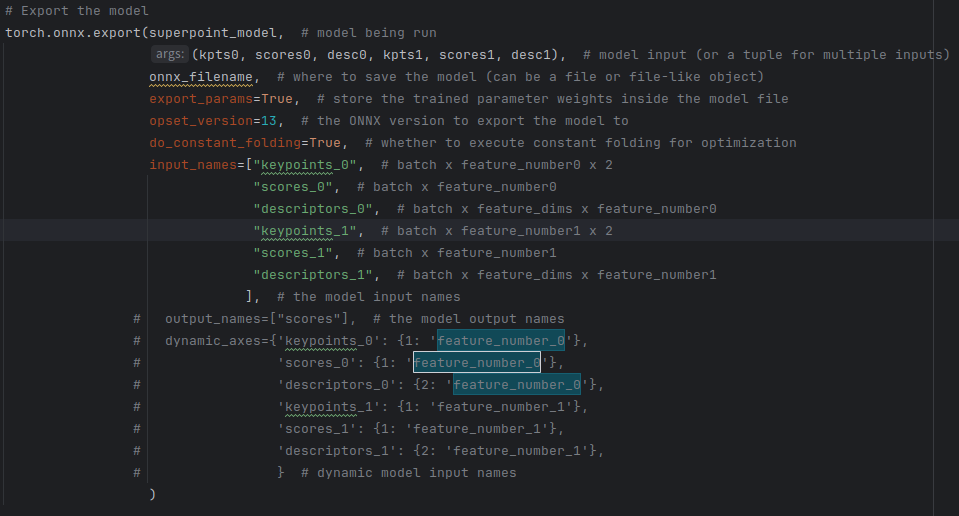 # Export the model
torch.onnx.export(superpoint_model,  # model being run
                  args: (kpts0, scores0, desc0, kpts1, scores1, desc1),  # model input (or a tuple for multiple inputs)
                  onnx_filename,  # where to save the model (can be a file or file-like object)
                  export_params=True,  # store the trained parameter weights inside the model file
                  opset_version=13,  # the ONNX version to export the model to
                  do_constant_folding=True,  # whether to execute constant folding for optimization
                  input_names=["keypoints_0",  # batch x feature_number0 x 2
                               "scores_0",  # batch x feature_number0
                               "descriptors_0",  # batch x feature_dims x feature_number0
                               "keypoints_1",  # batch x feature_number1 x 2
                               "scores_1",  # batch x feature_number1
                               "descriptors_1",  # batch x feature_dims x feature_number1
                              ],  # the model input names
                #   output_names=["scores"],  # the model output names
                #   dynamic_axes={'keypoints_0': {1: 'feature_number_0'},
                #                 'scores_0': {1: 'feature_number_0'},
                #                 'descriptors_0': {2: 'feature_number_0'},
                #                 'keypoints_1': {1: 'feature_number_1'},
                #                 'scores_1': {1: 'feature_number_1'},
                #                 'descriptors_1': {2: 'feature_number_1'},
                #                 }  # dynamic model input names
                  )